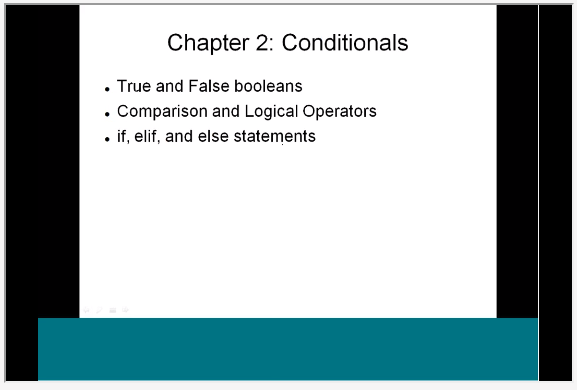 Chapter 2: Conditionals
• True and False booleans
• Comparison and Logical Operators
• if, elif, and else statements